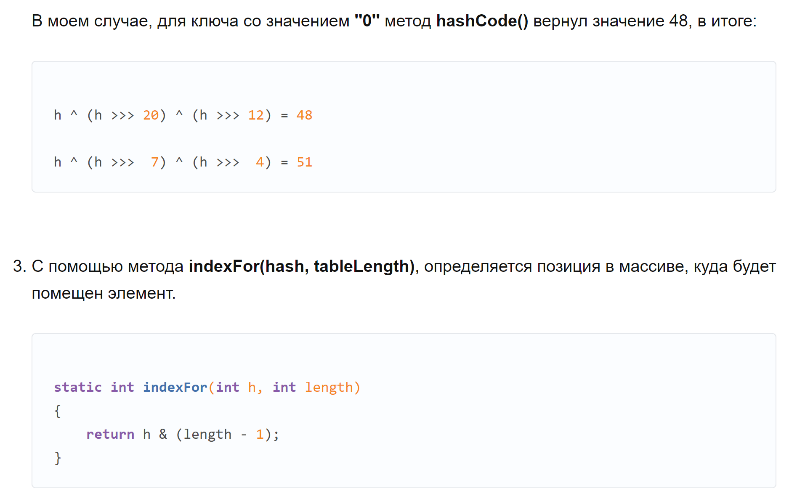 В моем случае, для ключа со значением "0" метод hashCode() вернул значение 48, в итоге:
h ^ (h >>> 20) ^ (h >>> 12) = 48
h ^ (h >>>  7) ^ (h >>>  4) = 51
3. С помощью метода indexFor(hash, tableLength), определяется позиция в массиве, куда будет
помещен элемент.
static int indexFor(int h, int length)
{
    return h & (length - 1);
}